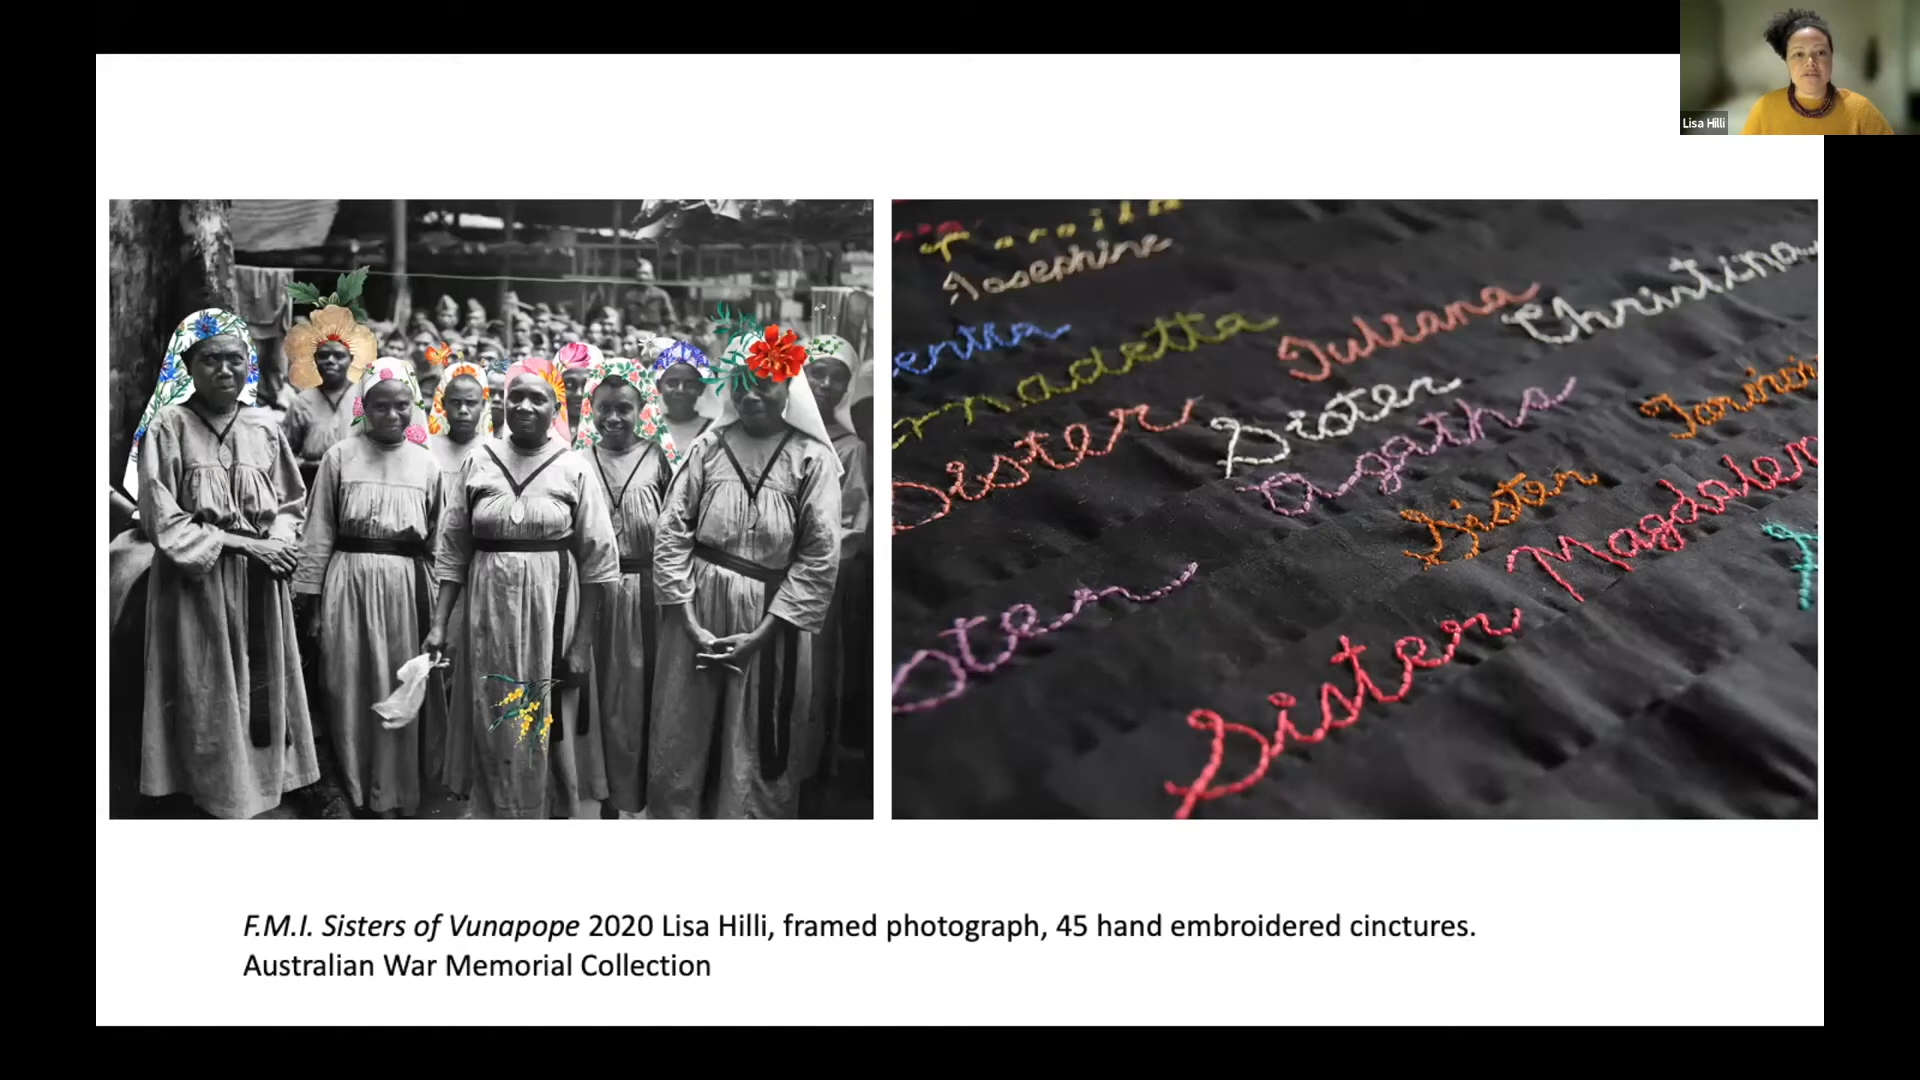 Lisa Hilli
Josephine
Juliana
Christina
Sister
Sister
Agatha
Sister
Sister
F.M.I. Sisters of Vunapope 2020 Lisa Hilli, framed photograph, 45 hand embroidered cinctures.
Australian War Memorial Collection